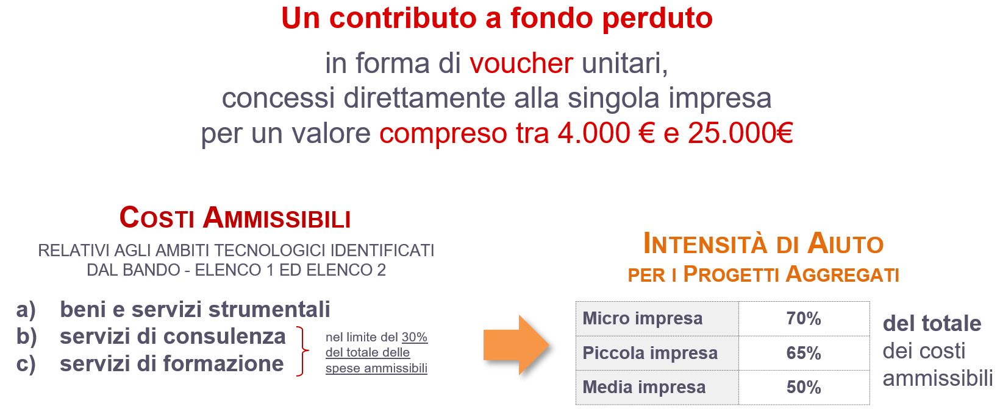 Un contributo a fondo perduto
in forma di voucher unitari,
concessi direttamente alla singola impresa
per un valore compreso tra 4.000 € e 25.000€
COSTI AMMISSIBILI
RELATIVI AGLI AMBITI TECNOLOGICI IDENTIFICATI
DAL BANDO - ELENCO 1 ED ELENCO 2
a) beni e servizi strumentali
b) servizi di consulenza
c) servizi di formazione
nel limite del 30%
del totale delle
spese ammissibili
INTENSITÀ DI AIUTO
PER I PROGETTI AGGREGATI
Micro impresa 70%
Piccola impresa 65%
Media impresa 50%
del totale
dei costi
ammissibili